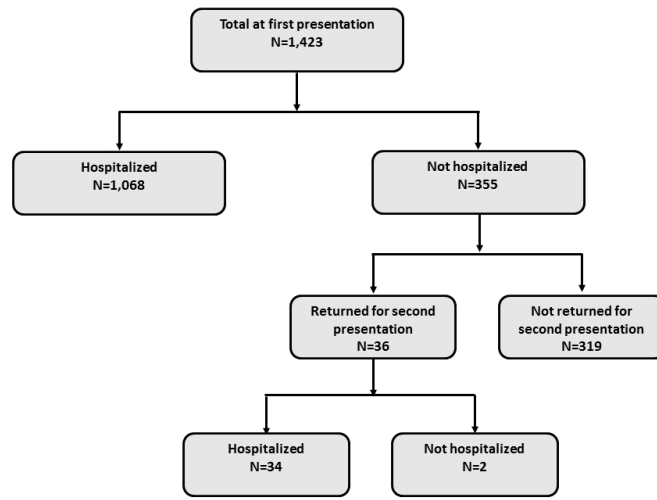 Total at first presentation
N=1,423
Hospitalized
N=1,068
Not hospitalized
N=355
Returned for second
presentation
N=36
Not returned for
second presentation
N=319
Hospitalized
N=34
Not hospitalized
N=2